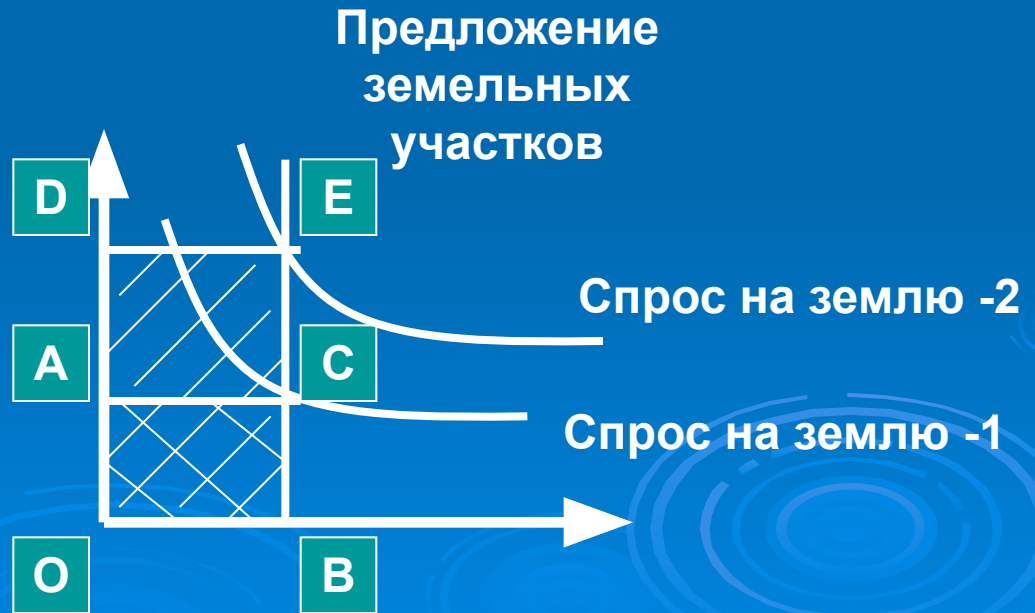 Предложение
земельных
участков
D
E
Спрос на землю -2
A
C
Спрос на землю -1
O
B